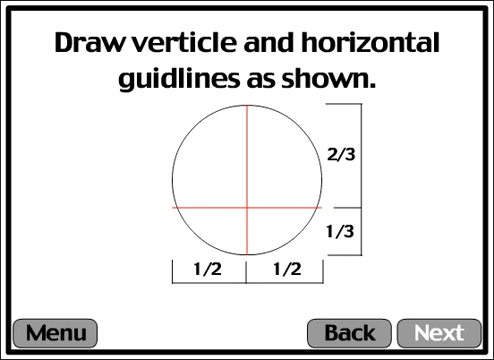 Draw verticle and horizontal
guidlines as shown.
2/3
1/3
1/2 1/2
Menu Back Next